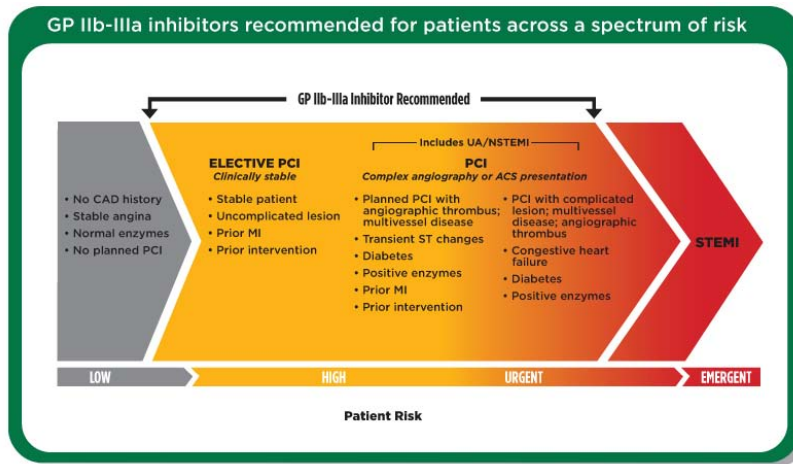 GP IIb-IIIa inhibitors recommended for patients across a spectrum of risk
GP IIb-IIIa Inhibitor Recommended
Includes UA/NSTEMI
• No CAD history
• Stable angina
• Normal enzymes
• No planned PCI
ELECTIVE PCI
Clinically stable
• Stable patient
• Uncomplicated lesion
• Prior MI
• Prior intervention
PCI
Complex angiography or ACS presentation
• Planned PCI with
angiographic thrombus;
multivessel disease
• Transient ST changes
• Diabetes
• Positive enzymes
• Prior MI
• Prior intervention
• PCI with complicated
lesion; multivessel
disease; angiographic
thrombus
• Congestive heart
failure
• Diabetes
• Positive enzymes
STEMI
LOW
HIGH
URGENT
EMERGENT
Patient Risk